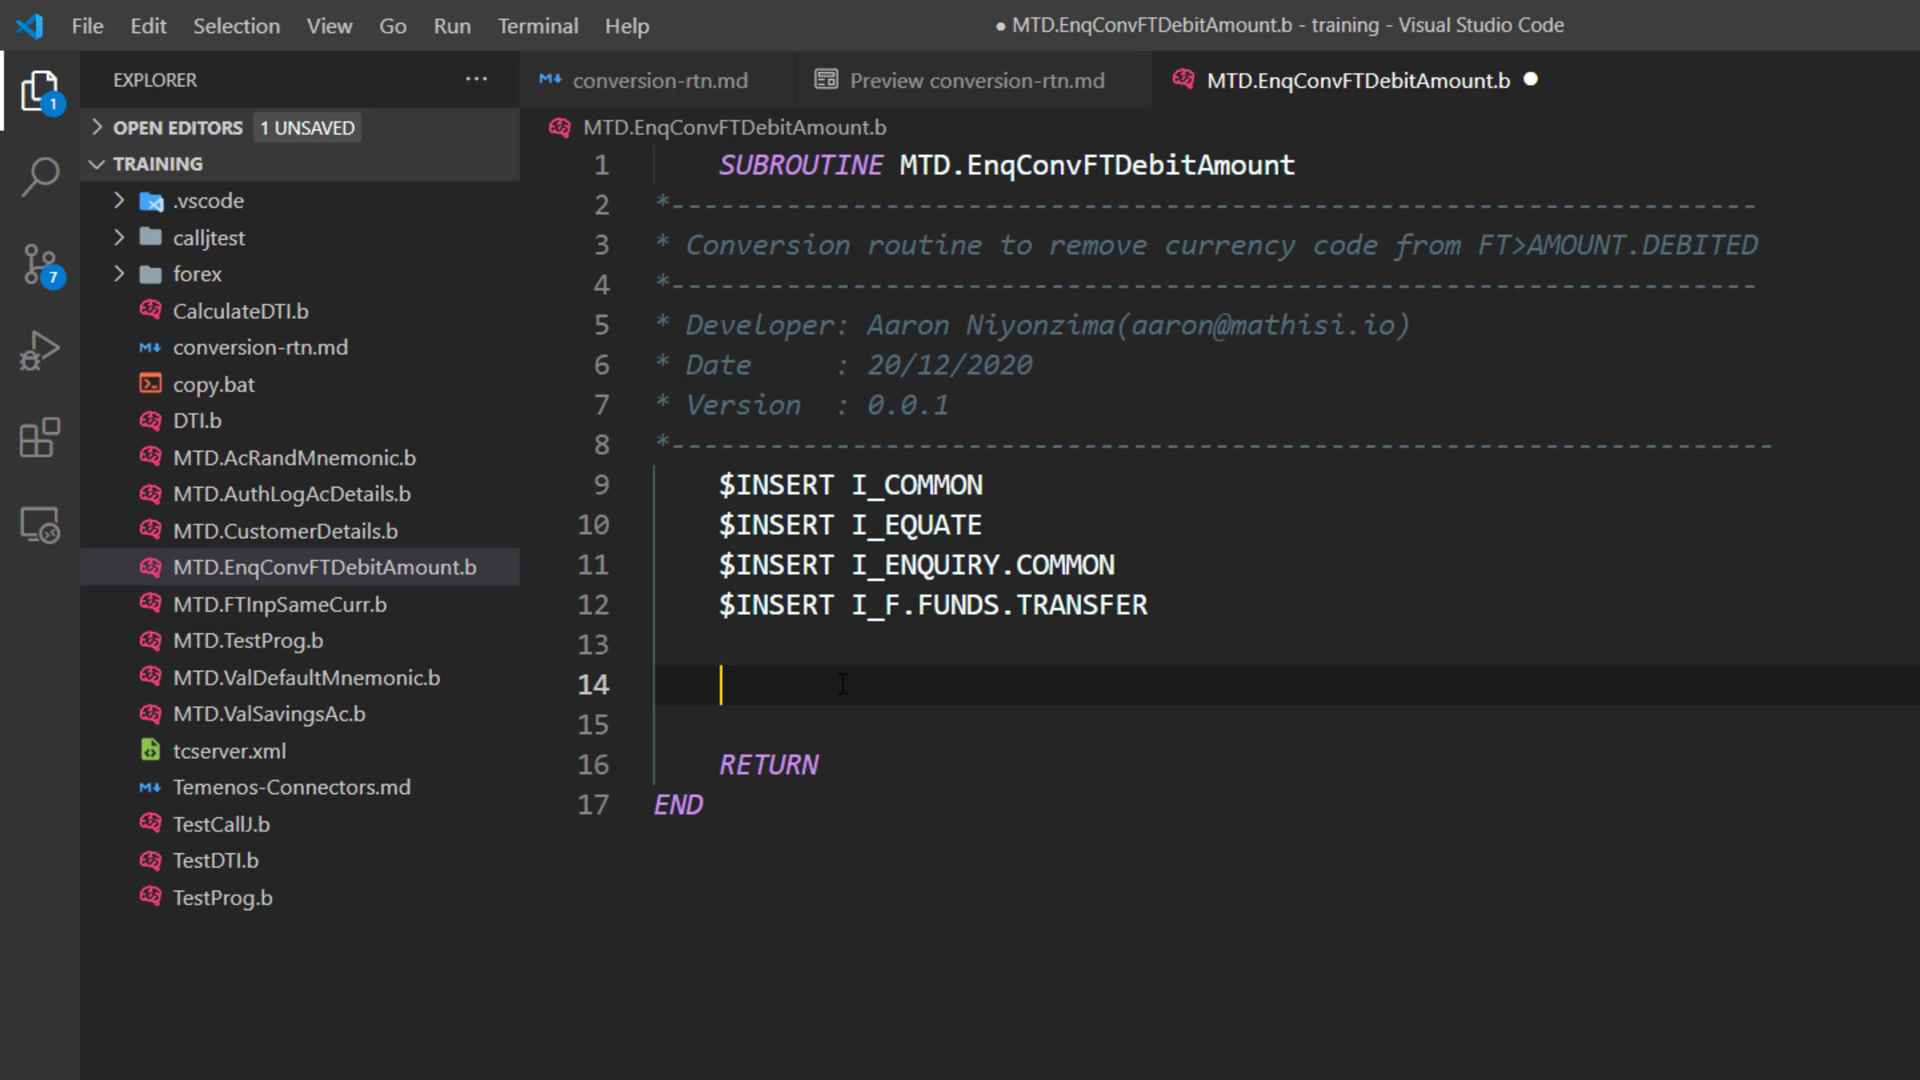 File Edit Selection View Go Run Terminal Help
● MTD.EnqConvFTDebitAmount.b - training - Visual Studio Code
EXPLORER ...
1
OPEN EDITORS 1 UNSAVED
TRAINING
.vscode
calljtest
forex
7
CalculateDTI.b
conversion-rtn.md
copy.bat
DTI.b
MTD.AcRandMnemonic.b
MTD.AuthLogAcDetails.b
MTD.CustomerDetails.b
MTD.EnqConvFTDebitAmount.b
MTD.FTInpSameCurr.b
MTD.TestProg.b
MTD.ValDefaultMnemonic.b
MTD.ValSavingsAc.b
tcserver.xml
Temenos-Connectors.md
TestCallJ.b
TestDTI.b
TestProg.b
conversion-rtn.md Preview conversion-rtn.md MTD.EnqConvFTDebitAmount.b
MTD.EnqConvFTDebitAmount.b
1 SUBROUTINE MTD.EnqConvFTDebitAmount
2 *------------------------------------------------------------------
3 * Conversion routine to remove currency code from FT>AMOUNT.DEBITED
4 *------------------------------------------------------------------
5 * Developer: Aaron Niyonzima(aaron@mathisi.io)
6 * Date : 20/12/2020
7 * Version : 0.0.1
8 *-------------------------------------------------------------------
9 $INSERT I_COMMON
10 $INSERT I_EQUATE
11 $INSERT I_ENQUIRY.COMMON
12 $INSERT I_F.FUNDS.TRANSFER
13
14
15
16 RETURN
17 END